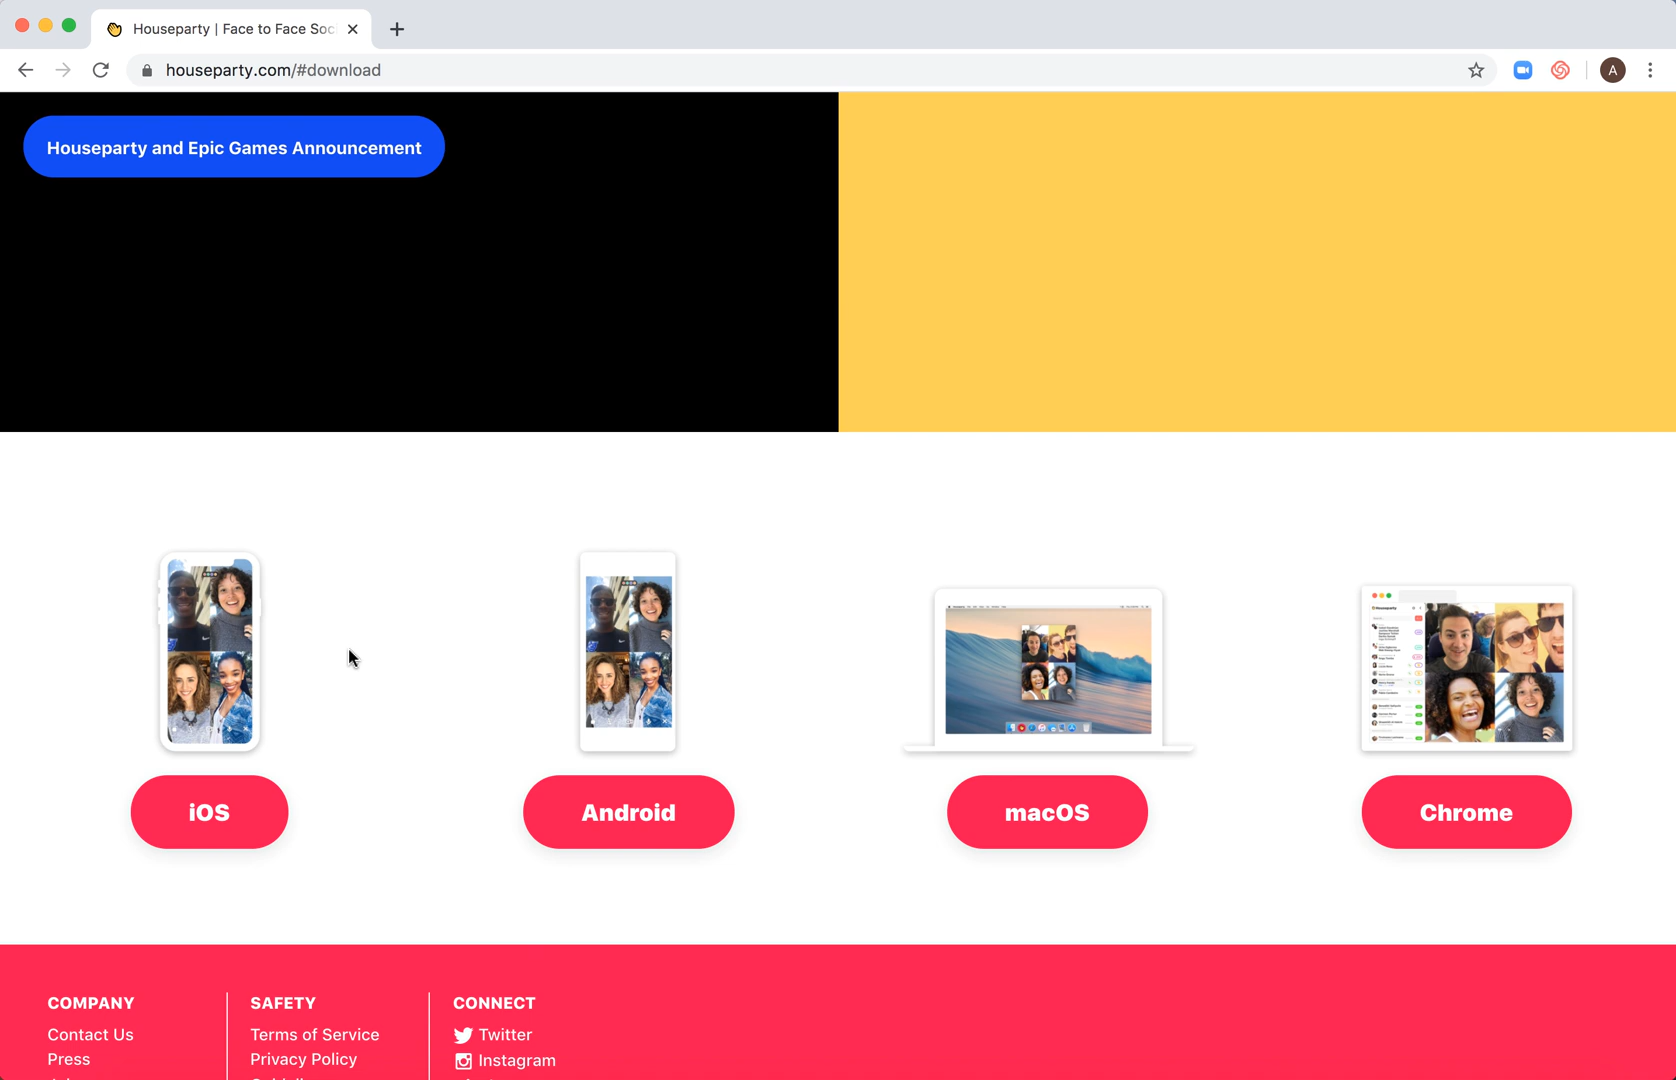 Houseparty | Face to Face Soc
houseparty.com/#download
A
Houseparty and Epic Games Announcement
Houseparty
iOS
Android
macOS
Chrome
COMPANY
Contact Us
Press
SAFETY
Terms of Service
Privacy Policy
CONNECT
Twitter
Instagram